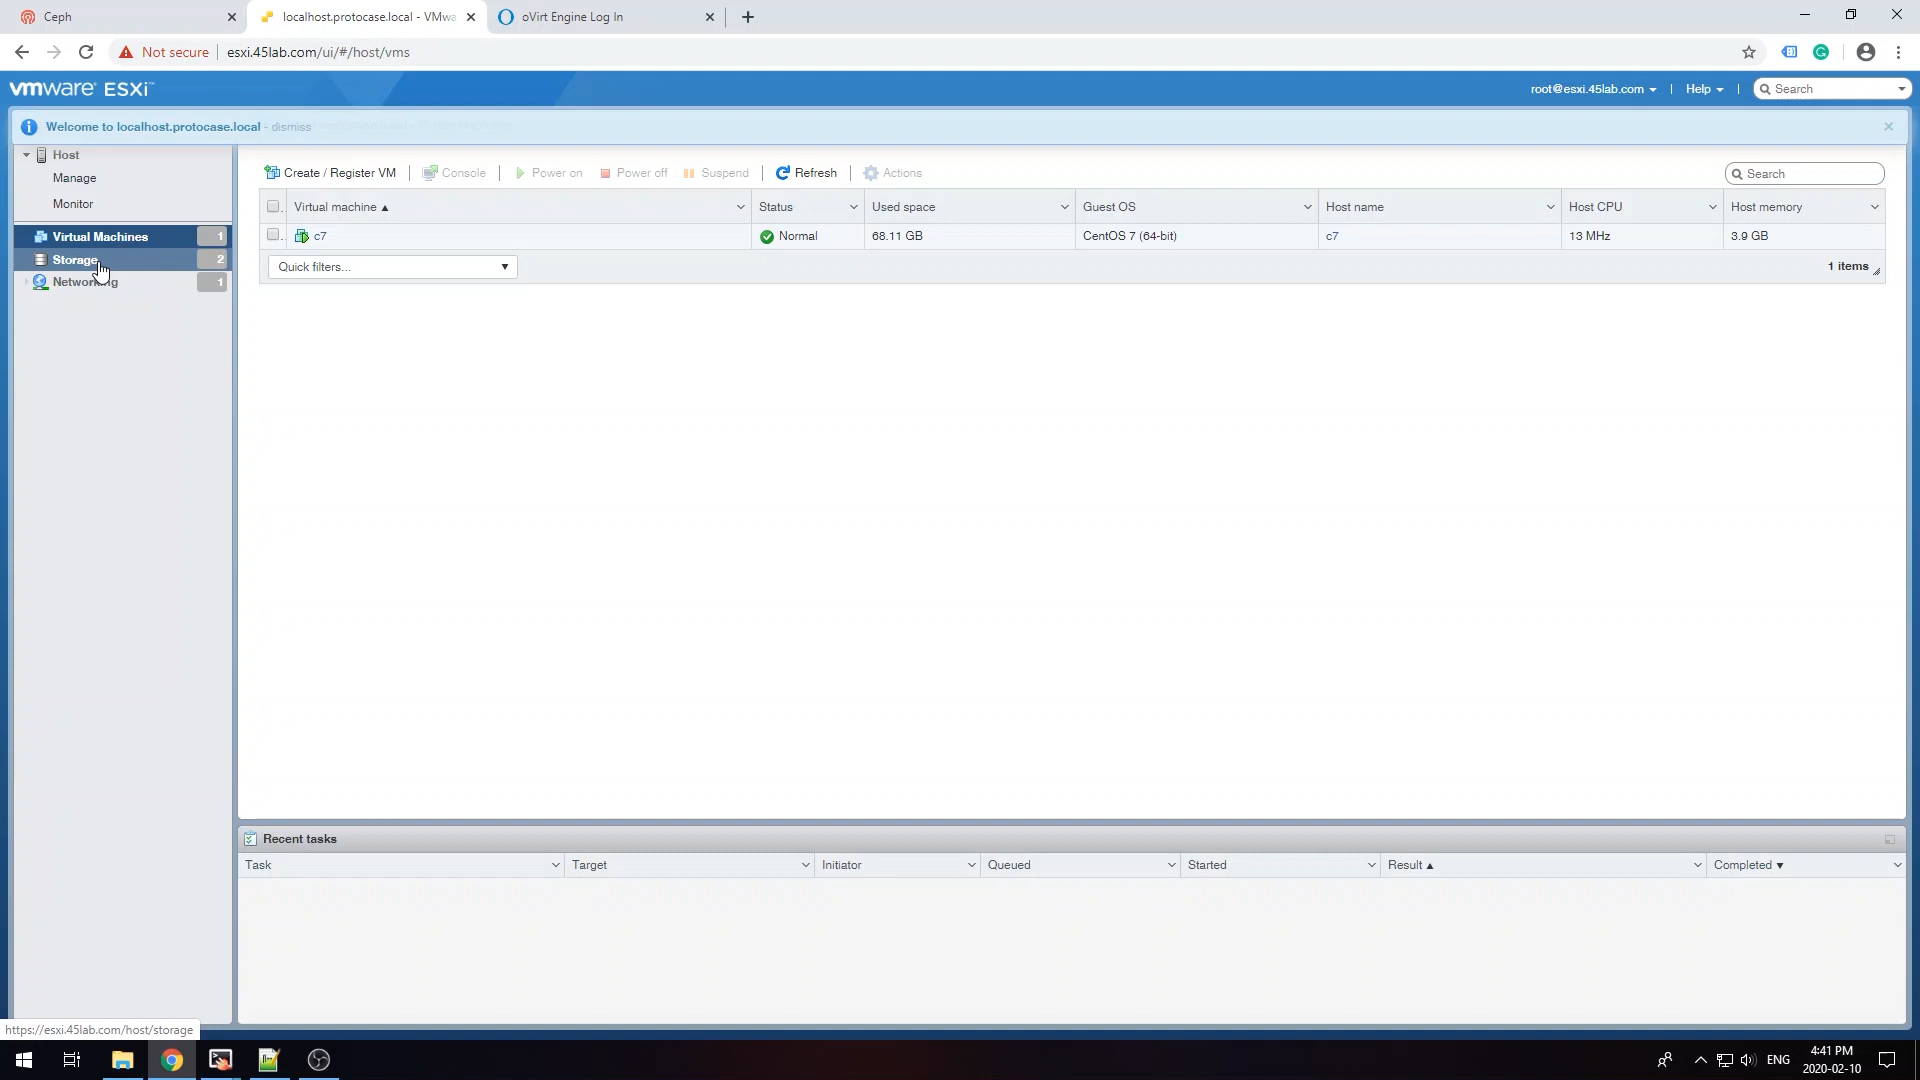 Ceph
localhost.protocase.local - VMwa
oVirt Engine Log In
Not secure
esxi.45lab.com/ui/#/host/vms
vmware ESXi™
root@esxi.45lab.com
Help
Search
Welcome to localhost.protocase.local - dismiss
Host
Manage
Monitor
Virtual Machines 1
Storage 2
Networking 1
Create / Register VM
Console
Power on
Power off
Suspend
Refresh
Actions
Search
Virtual machine
Status
Used space
Guest OS
Host name
Host CPU
Host memory
c7
Normal
68.11 GB
CentOS 7 (64-bit)
c7
13 MHz
3.9 GB
Quick filters...
1 items
Recent tasks
Task
Target
Initiator
Queued
Started
Result
Completed
https://esxi.45lab.com/host/storage
ENG
4:41 PM
2020-02-10